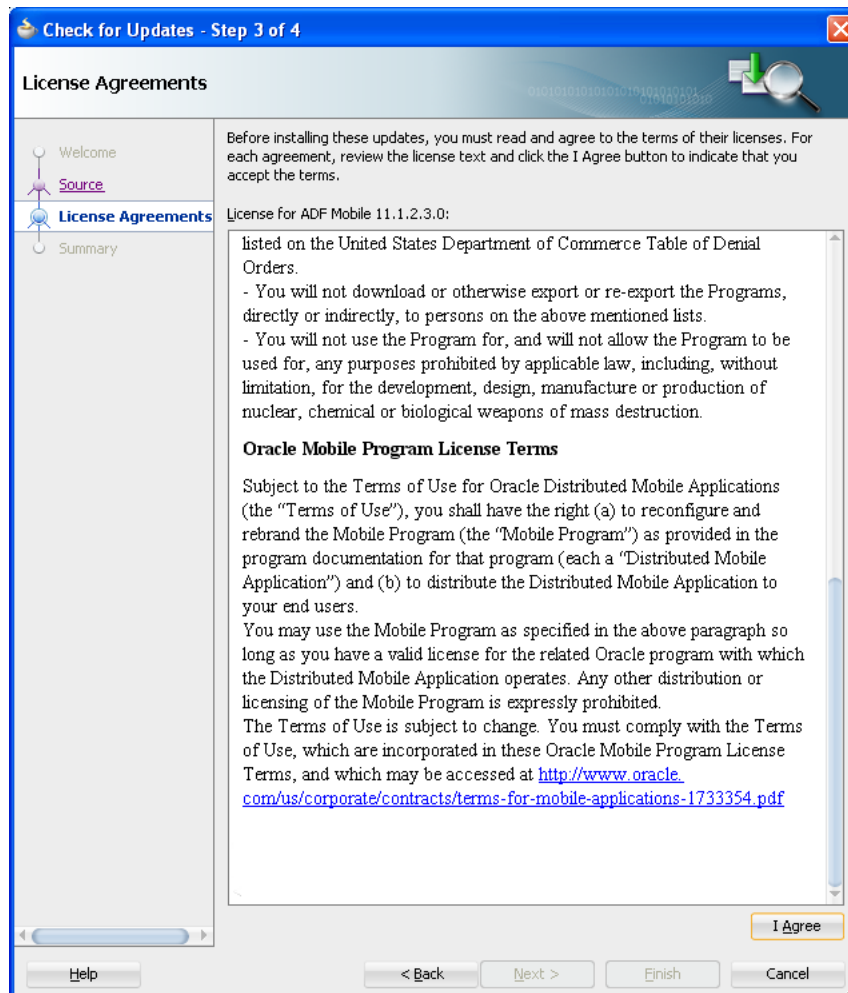 Check for Updates - Step 3 of 4
License Agreements
0101010101010101010101010101
01010101010
Welcome
Source
License Agreements
Summary
Before installing these updates, you must read and agree to the terms of their licenses. For
each agreement, review the license text and click the I Agree button to indicate that you
accept the terms.
License for ADF Mobile 11.1.2.3.0:
listed on the United States Department of Commerce Table of Denial
Orders.
- You will not download or otherwise export or re-export the Programs,
directly or indirectly, to persons on the above mentioned lists.
- You will not use the Program for, and will not allow the Program to be
used for, any purposes prohibited by applicable law, including, without
limitation, for the development, design, manufacture or production of
nuclear, chemical or biological weapons of mass destruction.
Oracle Mobile Program License Terms
Subject to the Terms of Use for Oracle Distributed Mobile Applications
(the “Terms of Use”), you shall have the right (a) to reconfigure and
rebrand the Mobile Program (the “Mobile Program”) as provided in the
program documentation for that program (each a “Distributed Mobile
Application”) and (b) to distribute the Distributed Mobile Application to
your end users.
You may use the Mobile Program as specified in the above paragraph so
long as you have a valid license for the related Oracle program with which
the Distributed Mobile Application operates. Any other distribution or
licensing of the Mobile Program is expressly prohibited.
The Terms of Use is subject to change. You must comply with the Terms
of Use, which are incorporated in these Oracle Mobile Program License
Terms, and which may be accessed at http://www.oracle.
com/us/corporate/contracts/terms-for-mobile-applications-1733354.pdf
I Agree
Help
< Back
Next >
Finish
Cancel